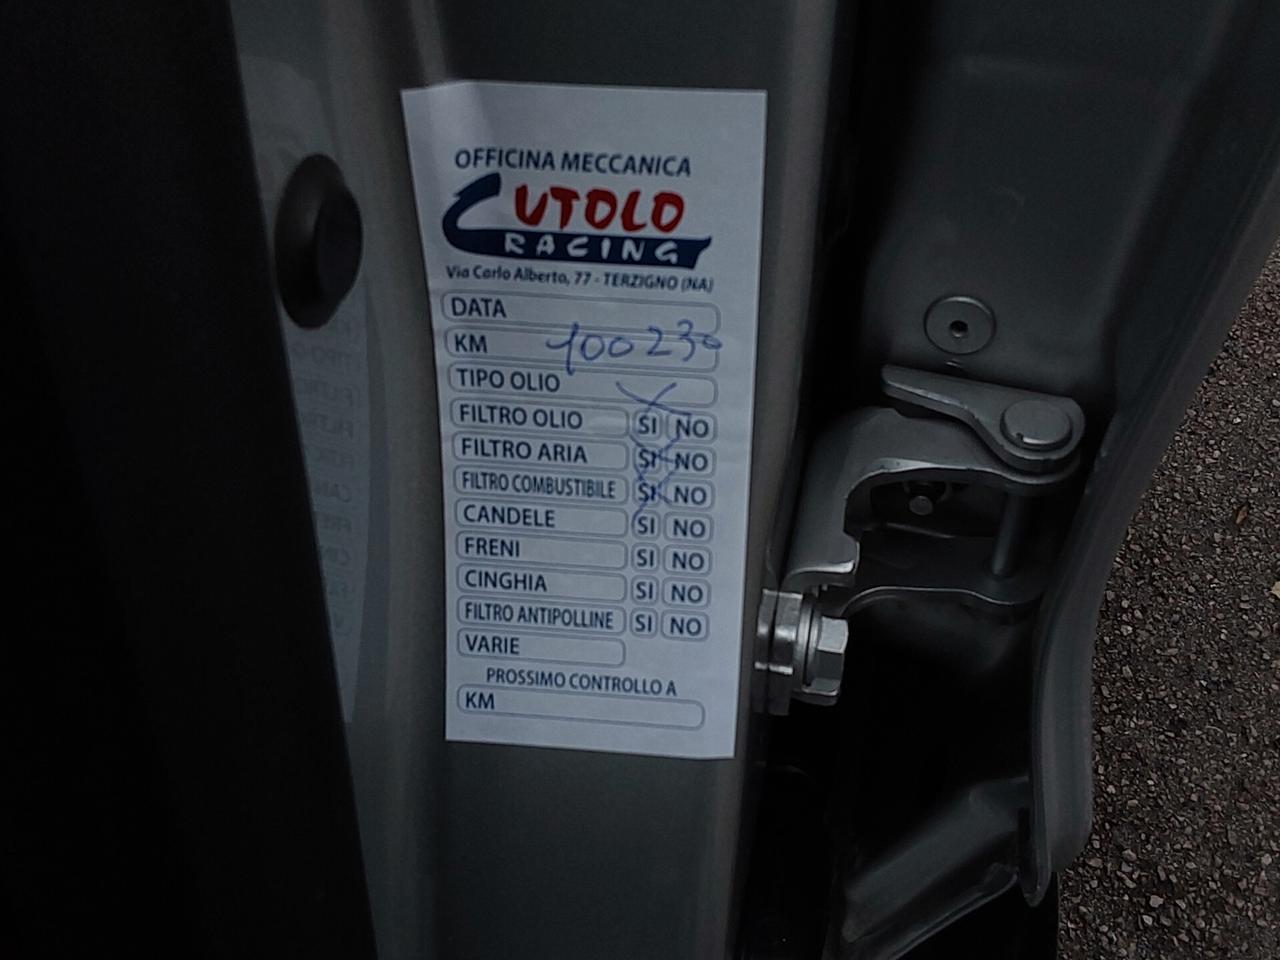 OFFICINA MECCANICA
CUTOLO
RACING
Via Carlo Alberto, 77 - TERZIGNO (NA)
DATA
KM 100230
TIPO OLIO
FILTRO OLIO SI NO
FILTRO ARIA SI NO
FILTRO COMBUSTIBILE SI NO
CANDELE SI NO
FRENI SI NO
CINGHIA SI NO
FILTRO ANTIPOLLINE SI NO
VARIE
PROSSIMO CONTROLLO A
KM